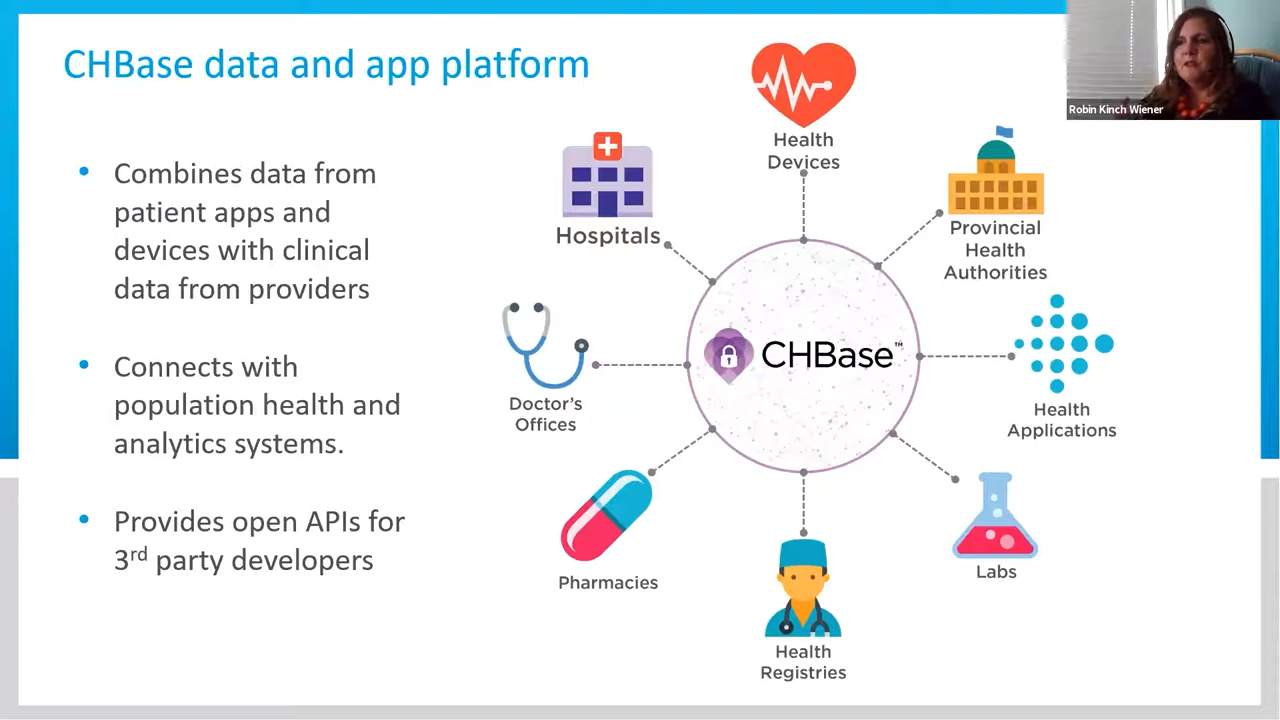 CHBase data and app platform
Robin Kinch Wiener
• Combines data from
patient apps and
devices with clinical
data from providers
• Connects with
population health and
analytics systems.
• Provides open APIs for
3rd party developers
Health
Devices
Hospitals
Provincial
Health
Authorities
Doctor's
Offices
CHBase™
Health
Applications
Pharmacies
Labs
Health
Registries